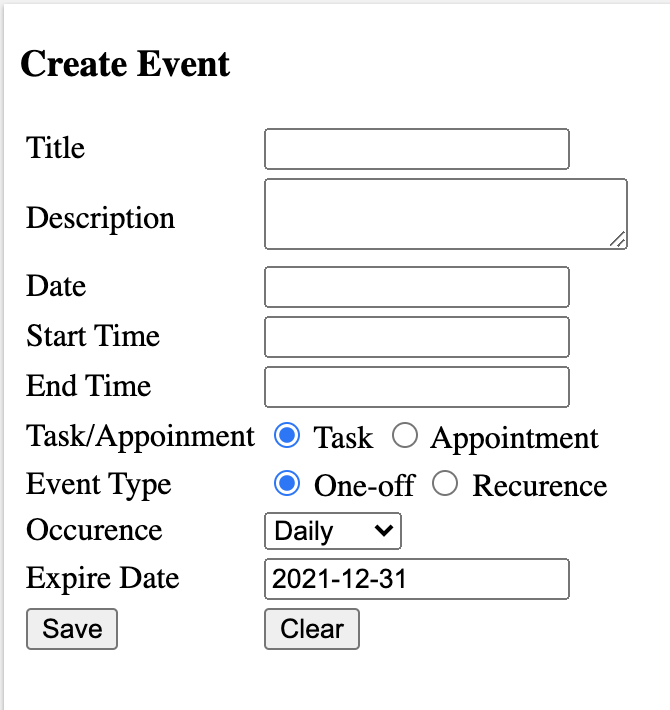 Create Event
Title
Description
Date
Start Time
End Time
Task/Appoinment Task Appointment
Event Type One-off Recurence
Occurence Daily
Expire Date 2021-12-31
Save Clear